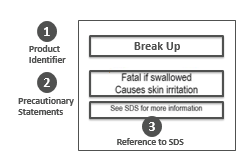 1
Product
Identifier
Break Up
2
Precautionary
Statements
Fatal if swallowed
Causes skin irritation
See SDS for more information
3
Reference to SDS